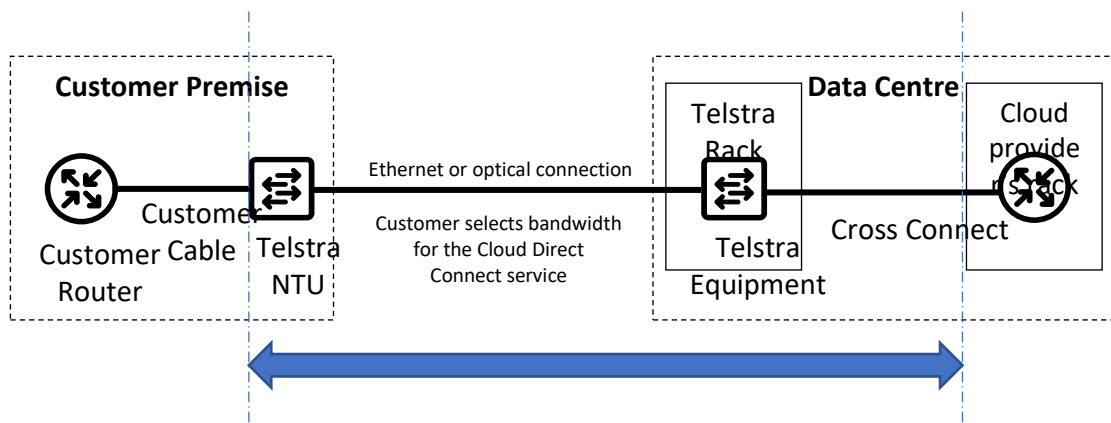 Customer Premise
Data Centre
Telstra
Rack
Cloud
provide
r's rack
Ethernet or optical connection
Customer selects bandwidth
for the Cloud Direct
Connect service
Customer
Cable
Customer
Router
Telstra
NTU
Telstra
Equipment
Cross Connect